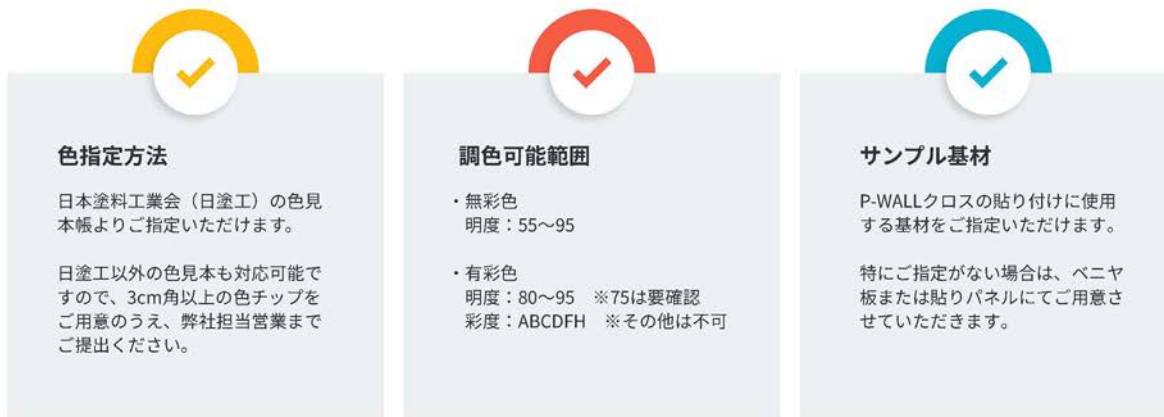 色指定方法
日本塗料工業会（日塗工）の色見
本帳よりご指定いただけます。
日塗工以外の色見本も対応可能で
すので、3cm角以上の色チップを
ご用意のうえ、弊社担当営業まで
ご提出ください。
調色可能範囲
・無彩色
明度：55〜95
・有彩色
明度：80〜95　※75は要確認
彩度：ABCDFH　※その他は不可
サンプル基材
P-WALLクロスの貼り付けに使用
する基材をご指定いただけます。
特にご指定がない場合は、ベニヤ
板または貼りパネルにてご用意さ
せていただきます。